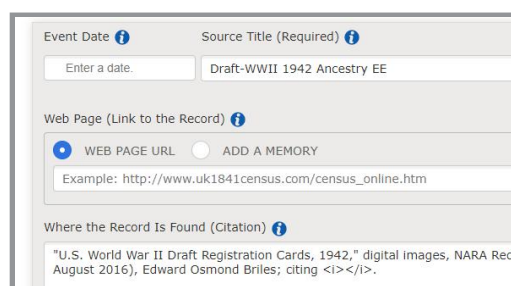 Event Date Source Title (Required)
Enter a date. Draft-WWII 1942 Ancestry EE
Web Page (Link to the Record)
WEB PAGE URL ADD A MEMORY
Example: http://www.uk1841census.com/census_online.htm
Where the Record Is Found (Citation)
"U.S. World War II Draft Registration Cards, 1942," digital images, NARA Rec
August 2016), Edward Osmond Briles; citing <i></i>.